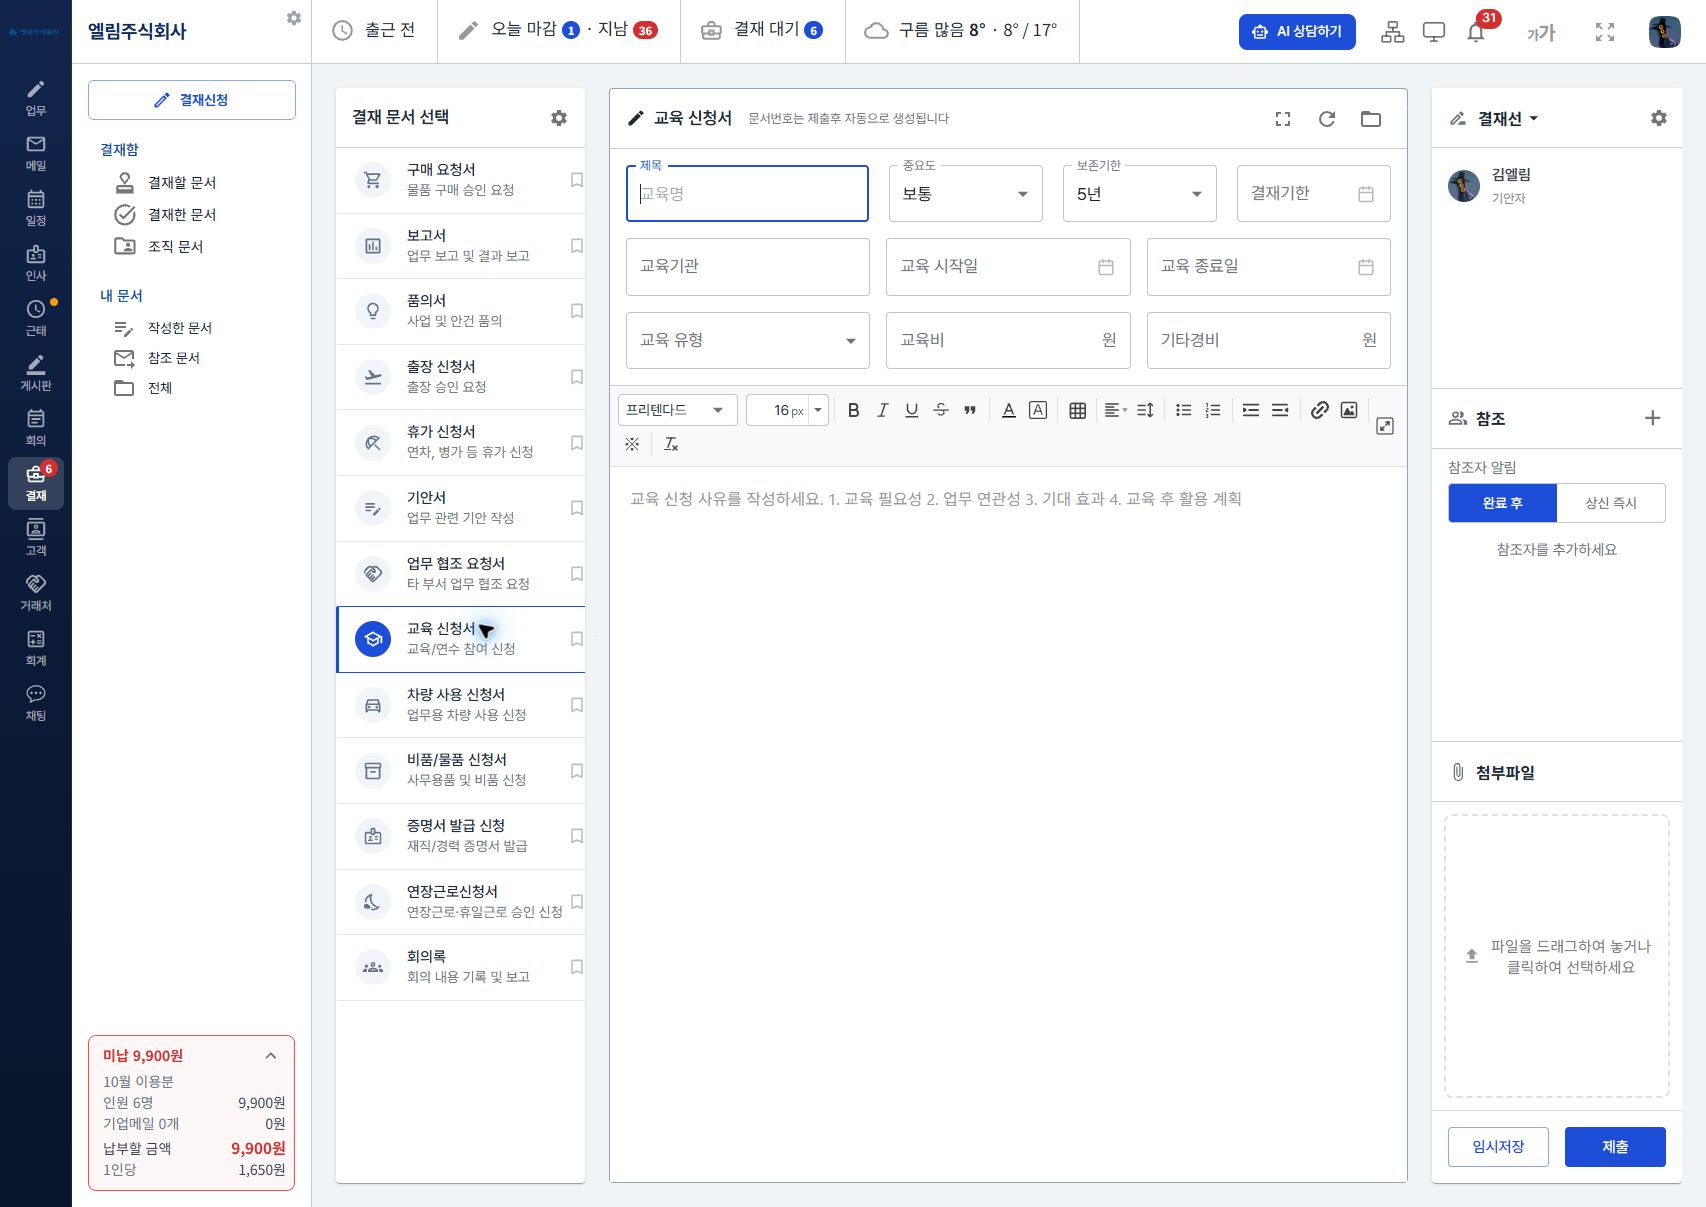 엘림주식회사
업무
메일
일정
인사
근태
게시판
회의
6
결재
고객
거래처
회계
채팅
엘림주식회사
결재신청
결재함
결재할 문서
결재한 문서
조직 문서
내 문서
작성한 문서
참조 문서
전체
미납 9,900원
10월 이용분
인원 6명 9,900원
기업메일 0개 0원
납부할 금액 9,900원
1인당 1,650원
출근 전
오늘 마감 1 · 지남 36
결재 대기 6
구름 많음 8° · 8° / 17°
AI 상담하기
31
가가
결재 문서 선택
구매 요청서
물품 구매 승인 요청
보고서
업무 보고 및 결과 보고
품의서
사업 및 안건 품의
출장 신청서
출장 승인 요청
휴가 신청서
연차, 병가 등 휴가 신청
기안서
업무 관련 기안 작성
업무 협조 요청서
타 부서 업무 협조 요청
교육 신청서
교육/연수 참여 신청
차량 사용 신청서
업무용 차량 사용 신청
비품/물품 신청서
사무용품 및 비품 신청
증명서 발급 신청
재직/경력 증명서 발급
연장근로신청서
연장근로·휴일근로 승인 신청
회의록
회의 내용 기록 및 보고
교육 신청서 문서번호는 제출후 자동으로 생성됩니다
제목
교육명
중요도
보통
보존기한
5년
결재기한
교육기관
교육 시작일
교육 종료일
교육 유형
교육비 원
기타경비 원
프리텐다드
16 px
교육 신청 사유를 작성하세요. 1. 교육 필요성 2. 업무 연관성 3. 기대 효과 4. 교육 후 활용 계획
결재선
김엘림
기안자
참조
참조자 알림
완료 후
상신 즉시
참조자를 추가하세요
첨부파일
파일을 드래그하여 놓거나
클릭하여 선택하세요
임시저장
제출